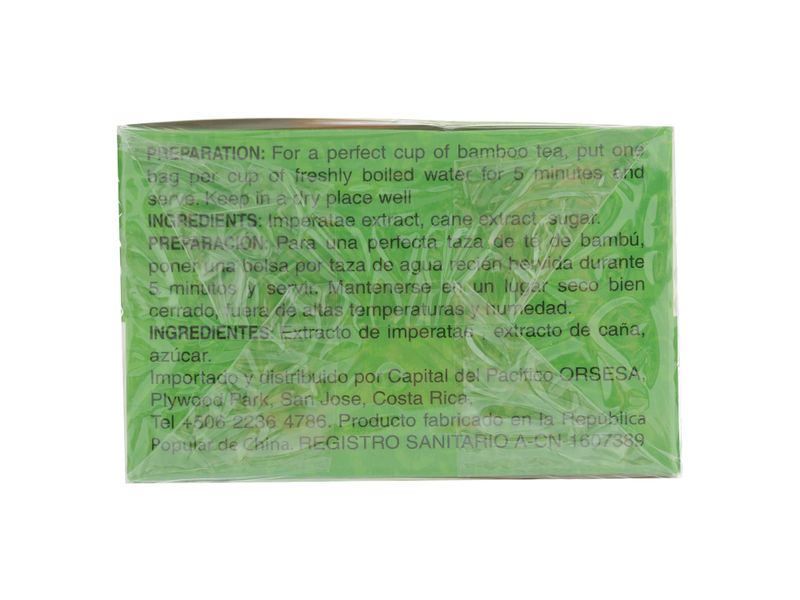 PREPARATION: For a perfect cup of bamboo tea, put one
bag per cup of freshly boiled water for 5 minutes and
serve. Keep in a dry place well
INGREDIENTS: Imperatae extract, cane extract, sugar.
PREPARACIÓN: Para una perfecta taza de té de bambú,
poner una bolsa por taza de agua recien hervida durante
5 minutos y servir. Mantenerse en un lugar seco bien
cerrado, fuera de altas temperaturas y humedad.
INGREDIENTES: Extracto de imperatae, extracto de caña,
azúcar.
Importado y distribuido por Capital del Pacífico ORSESA,
Plywood Park, San Jose, Costa Rica.
Tel +506 2236 4786. Producto fabricado en la República
Popular de China. REGISTRO SANITARIO A-CN-1607389